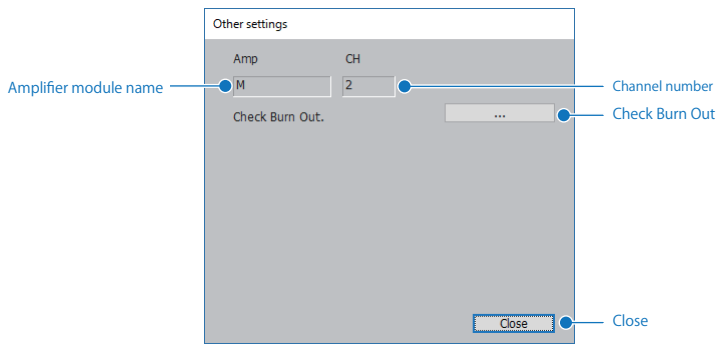 Other settings
Amp CH
Amplifier module name M 2 Channel number
Check Burn Out. ... Check Burn Out
Close Close